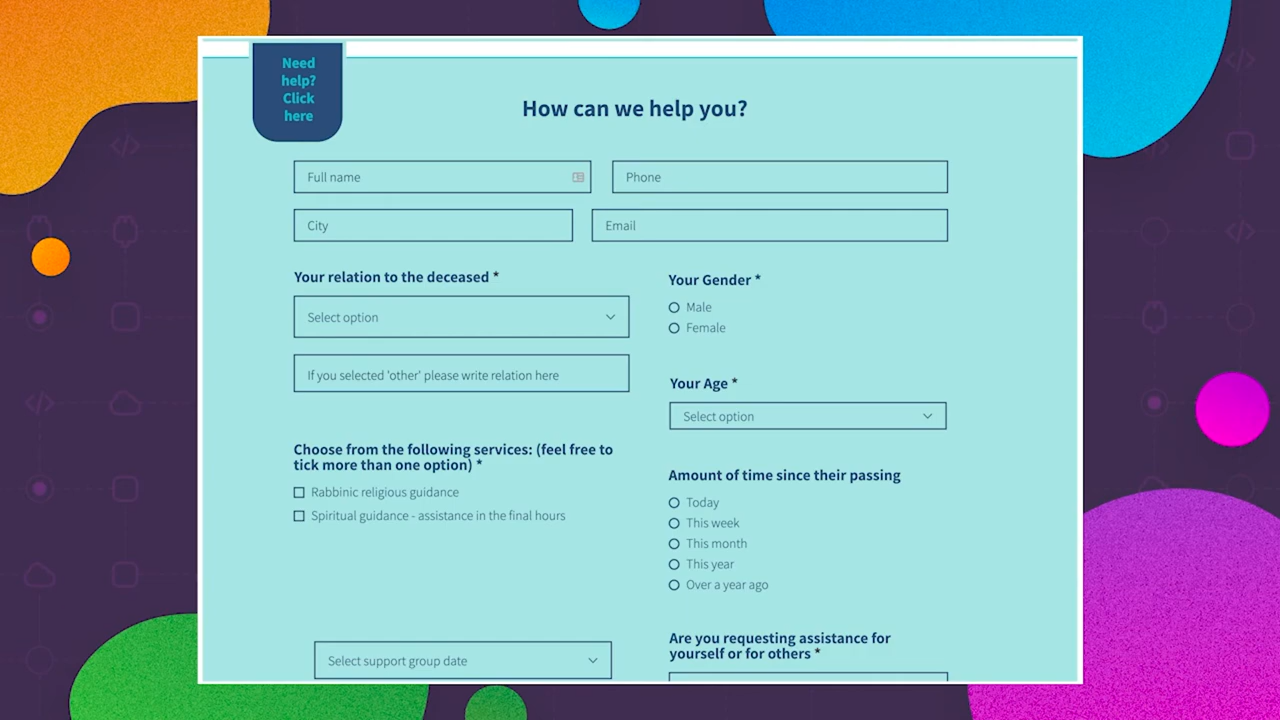 Need
help?
Click
here
How can we help you?
Full name
Phone
City
Email
Your relation to the deceased *
Select option
If you selected 'other' please write relation here
Choose from the following services: (feel free to
tick more than one option) *
Rabbinic religious guidance
Spiritual guidance - assistance in the final hours
Select support group date
Your Gender *
Male
Female
Your Age *
Select option
Amount of time since their passing
Today
This week
This month
This year
Over a year ago
Are you requesting assistance for
yourself or for others *